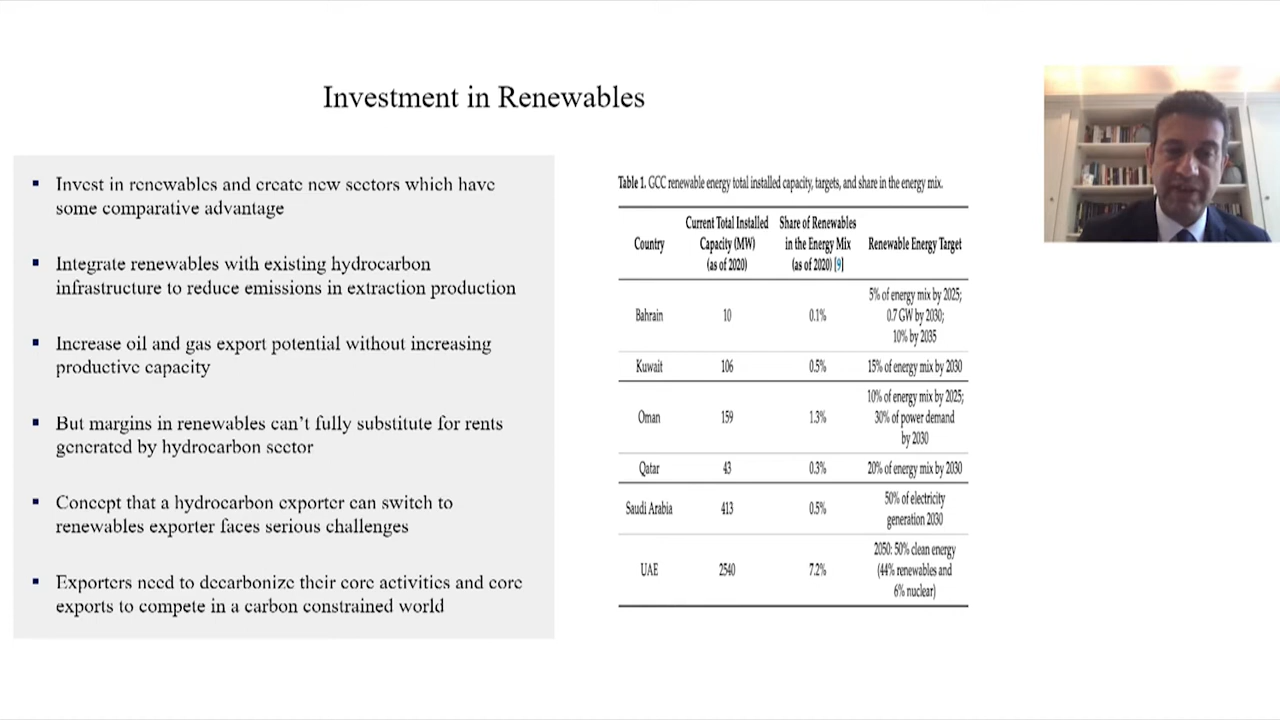 Investment in Renewables
▪ Invest in renewables and create new sectors which have
some comparative advantage
▪ Integrate renewables with existing hydrocarbon
infrastructure to reduce emissions in extraction production
▪ Increase oil and gas export potential without increasing
productive capacity
▪ But margins in renewables can't fully substitute for rents
generated by hydrocarbon sector
▪ Concept that a hydrocarbon exporter can switch to
renewables exporter faces serious challenges
▪ Exporters need to decarbonize their core activities and core
exports to compete in a carbon constrained world
Table 1. GCC renewable energy total installed capacity, targets, and share in the energy mix.
Country
Current Total Installed
Capacity (MW)
(as of 2020)
Share of Renewables
in the Energy Mix
(as of 2020) [9]
Renewable Energy Target
Bahrain
10
0.1%
5% of energy mix by 2025;
0.7 GW by 2030;
10% by 2035
Kuwait
106
0.5%
15% of energy mix by 2030
Oman
159
1.3%
10% of energy mix by 2025;
30% of power demand
by 2030
Qatar
43
0.3%
20% of energy mix by 2030
Saudi Arabia
413
0.5%
50% of electricity
generation 2030
UAE
2540
7.2%
2050: 50% clean energy
(44% renewables and
6% nuclear)